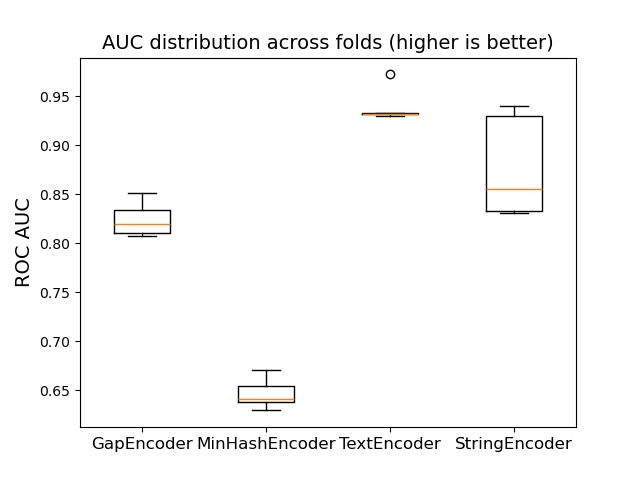 AUC distribution across folds (higher is better)
ROC AUC
0.95
0.90
0.85
0.80
0.75
0.70
0.65
GapEncoder MinHashEncoder TextEncoder StringEncoder